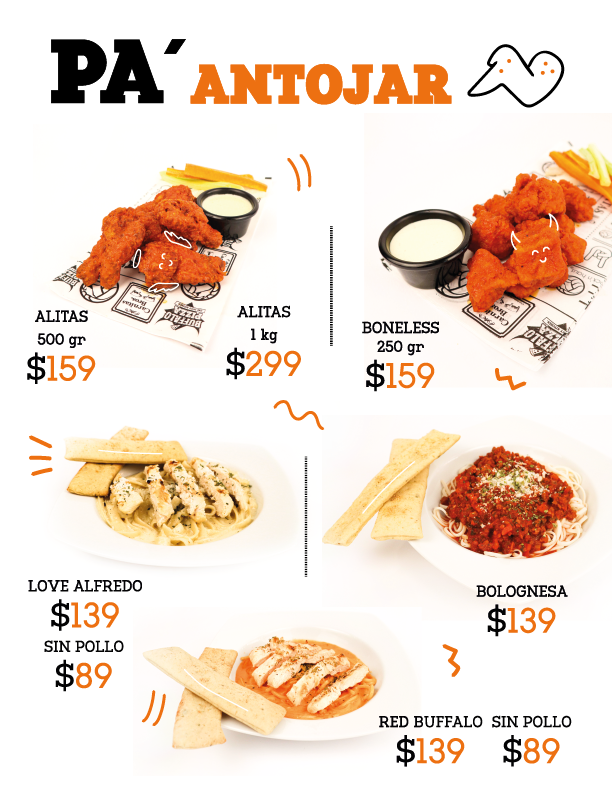 PA´ ANTOJAR
ALITAS
500 gr
$159
ALITAS
1 kg
$299
BONELESS
250 gr
$159
LOVE ALFREDO
$139
SIN POLLO
$89
BOLOGNESA
$139
RED BUFFALO
$139
SIN POLLO
$89